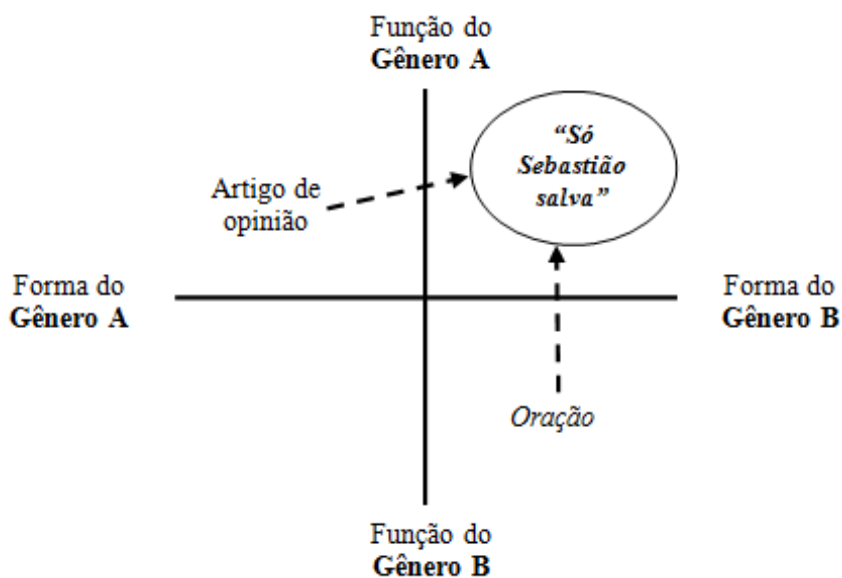 Função do
Gênero A
“Só
Sebastião
salva”
Artigo de
opinião
Forma do
Gênero A
Forma do
Gênero B
Oração
Função do
Gênero B